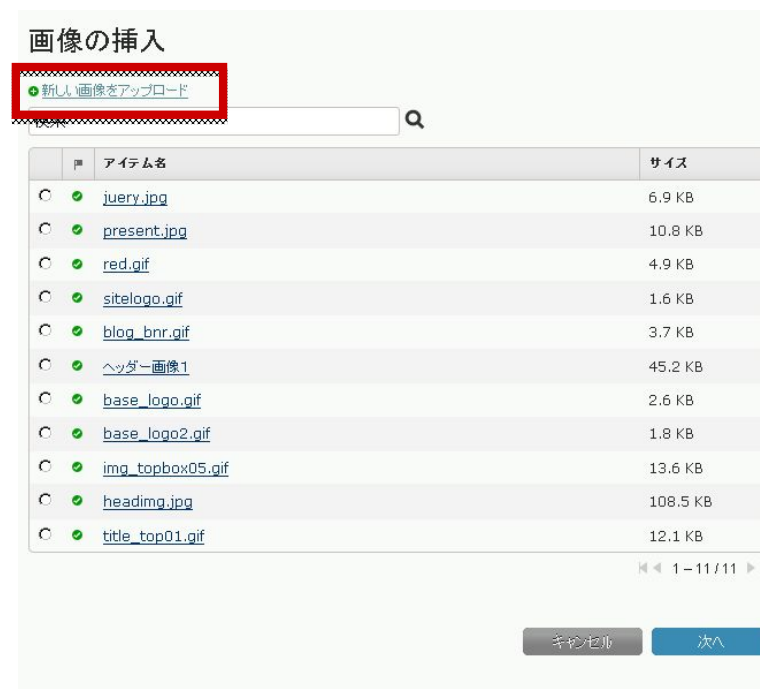 画像の挿入
新しい画像をアップロード
検索
アイテム名 サイズ
juery.jpg 6.9 KB
present.jpg 10.8 KB
red.gif 4.9 KB
sitelogo.gif 1.6 KB
blog_bnr.gif 3.7 KB
ヘッダー画像1 45.2 KB
base_logo.gif 2.6 KB
base_logo2.gif 1.8 KB
img_topbox05.gif 13.6 KB
headimg.jpg 108.5 KB
title_top01.gif 12.1 KB
1 – 11 / 11
キャンセル 次へ